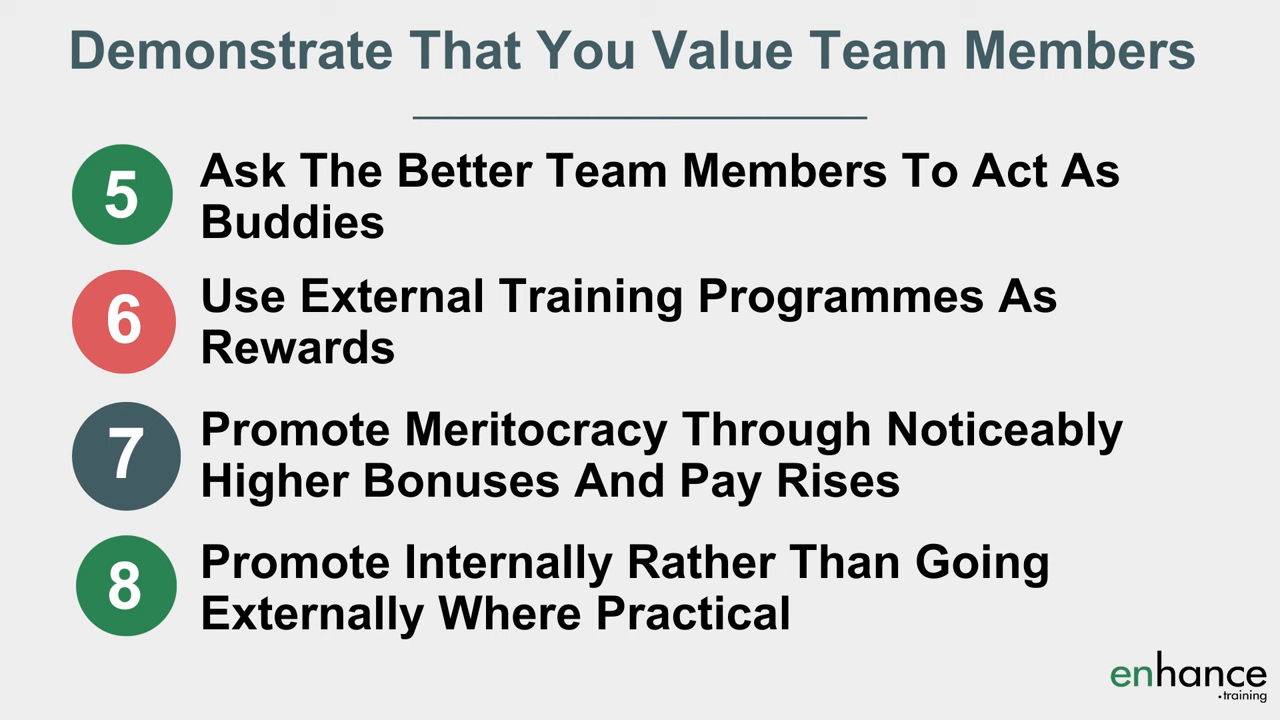 Demonstrate That You Value Team Members
5
Ask The Better Team Members To Act As
Buddies
6
Use External Training Programmes As
Rewards
7
Promote Meritocracy Through Noticeably
Higher Bonuses And Pay Rises
8
Promote Internally Rather Than Going
Externally Where Practical
enhance
.training